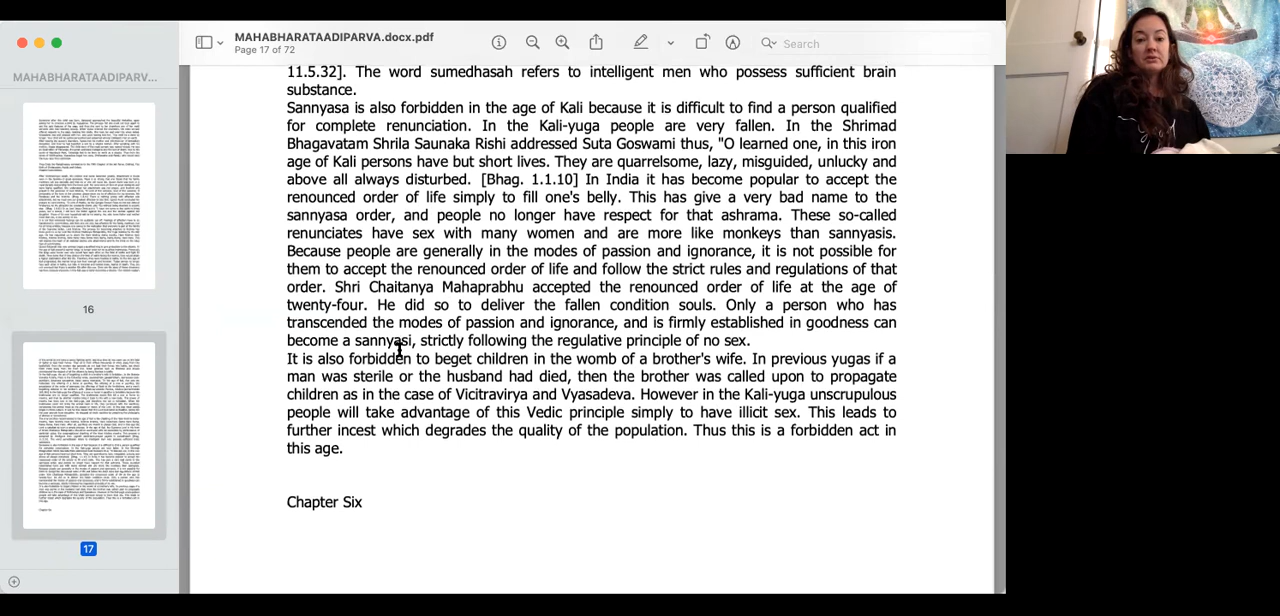 MAHABHARATAADIPARVA.docx.pdf
Page 17 of 72
Search
MAHABHARATAADIPARV...
16
17
11.5.32]. The word sumedhasah refers to intelligent men who possess sufficient brain
substance.
Sannyasa is also forbidden in the age of Kali because it is difficult to find a person qualified
for complete renunciation. In the Kali-yuga people are very fallen. In the Shrimad
Bhagavatam Shrila Saunaka Rishi addressed Suta Goswami thus, "O learned one, in this iron
age of Kali persons have but short lives. They are quarrelsome, lazy, misguided, unlucky and
above all always disturbed [Bhag. 1.1.10] In India it has become popular to accept the
renounced order of life simply to fill one's belly. This has give a very bad name to the
sannyasa order, and people no longer have respect for that ashrama. These so-called
renunciates have sex with many women and are more like monkeys than sannyasis.
Because people are generally in the modes of passion and ignorance, it is not possible for
them to accept the renounced order of life and follow the strict rules and regulations of that
order. Shri Chaitanya Mahaprabhu accepted the renounced order of life at the age of
twenty-four. He did so to deliver the fallen condition souls. Only a person who has
transcended the modes of passion and ignorance, and is firmly established in goodness can
become a sannyasi, strictly following the regulative principle of no sex.
It is also forbidden to beget children in the womb of a brother's wife. In previous yugas if a
man was sterile or the husband had died, then the brother was called upon to propagate
children as in the case of Vicitravirya and Vyasadeva. However in the Kali-yuga unscrupulous
people will take advantage of this Vedic principle simply to have illicit sex. This leads to
further incest which degrades the quality of the population. Thus this is a forbidden act in
this age.
Chapter Six